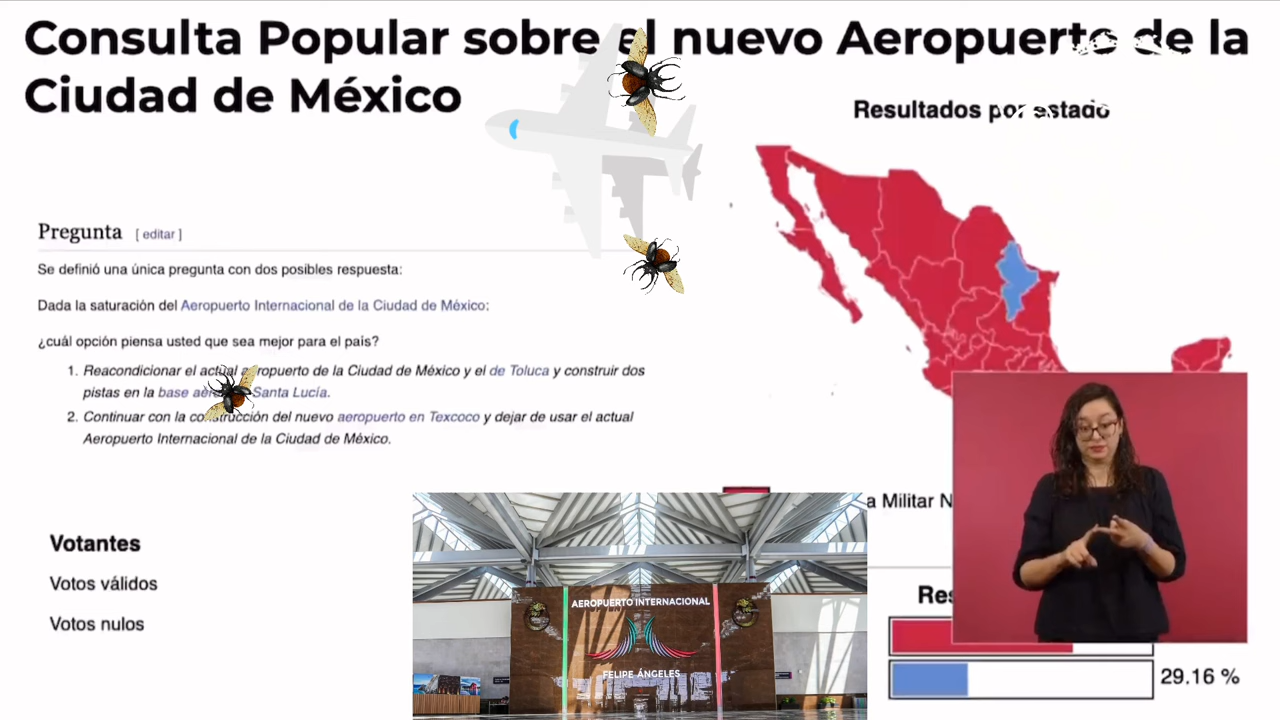 Consulta Popular sobre el nuevo Aeropuerto de la
Ciudad de México
Resultados por estado
Pregunta [ editar ]
Se definió una única pregunta con dos posibles respuesta:
Dada la saturación del Aeropuerto Internacional de la Ciudad de México:
¿cuál opción piensa usted que sea mejor para el país?
1. Reacondicionar el actual aeropuerto de la Ciudad de México y el de Toluca y construir dos
pistas en la base aérea Santa Lucía.
2. Continuar con la construcción del nuevo aeropuerto en Texcoco y dejar de usar el actual
Aeropuerto Internacional de la Ciudad de México.
a Militar N
Votantes
Votos válidos
Votos nulos
AEROPUERTO INTERNACIONAL
FELIPE ÁNGELES
Res
29.16 %